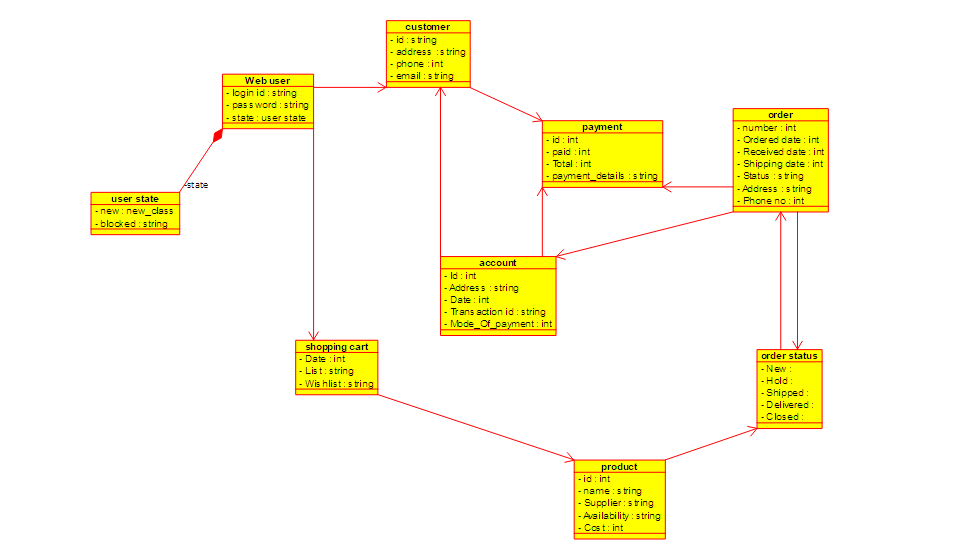 customer
- id : string
- address : string
- phone : int
- email : string
Web user
- login id : string
- password : string
- state : user state
-state
user state
- new : new_class
- blocked : string
payment
- id : int
- paid : int
- Total : int
- payment_details : string
order
- number : int
- Ordered date : int
- Received date : int
- Shipping date : int
- Status : string
- Address : string
- Phone no : int
account
- Id : int
- Address : string
- Date : int
- Transaction id : string
- Mode_Of_payment : int
shopping cart
- Date : int
- List : string
- Wishlist : string
order status
- New :
- Hold :
- Shipped :
- Delivered :
- Closed :
product
- id : int
- name : string
- Supplier : string
- Availability : string
- Cost : int